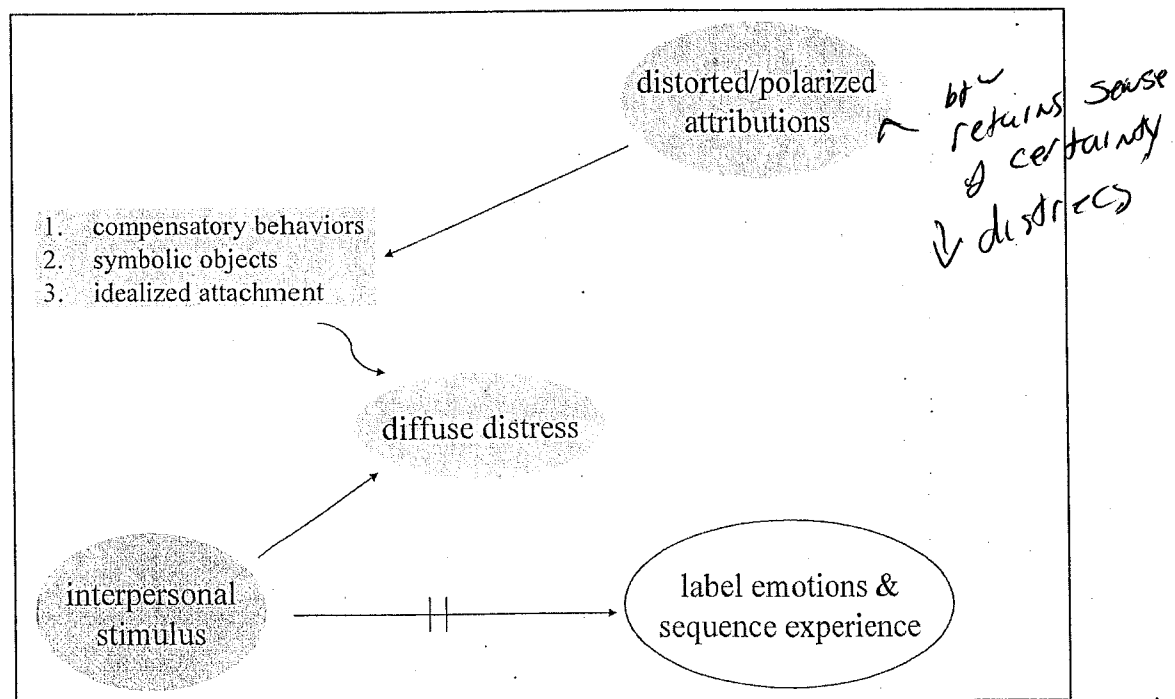 distorted/polarized
attributions
retains sense
certainty
↓ distress
1. compensatory behaviors
2. symbolic objects
3. idealized attachment
diffuse distress
interpersonal
stimulus
label emotions &
sequence experience